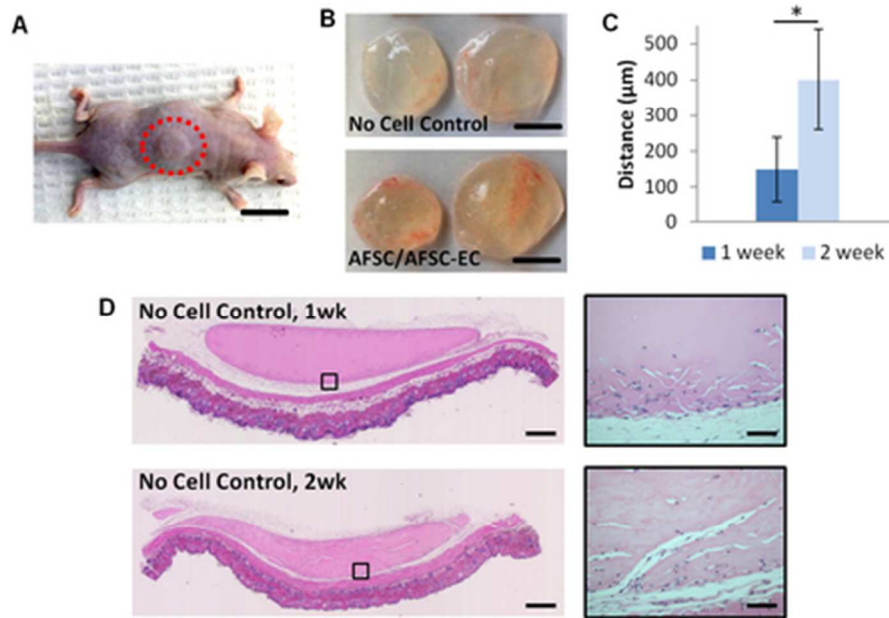 A
B
No Cell Control
AFSC/AFSC-EC
C
*
Distance (µm)
500
400
300
200
100
0
1 week
2 week
D
No Cell Control, 1wk
No Cell Control, 2wk